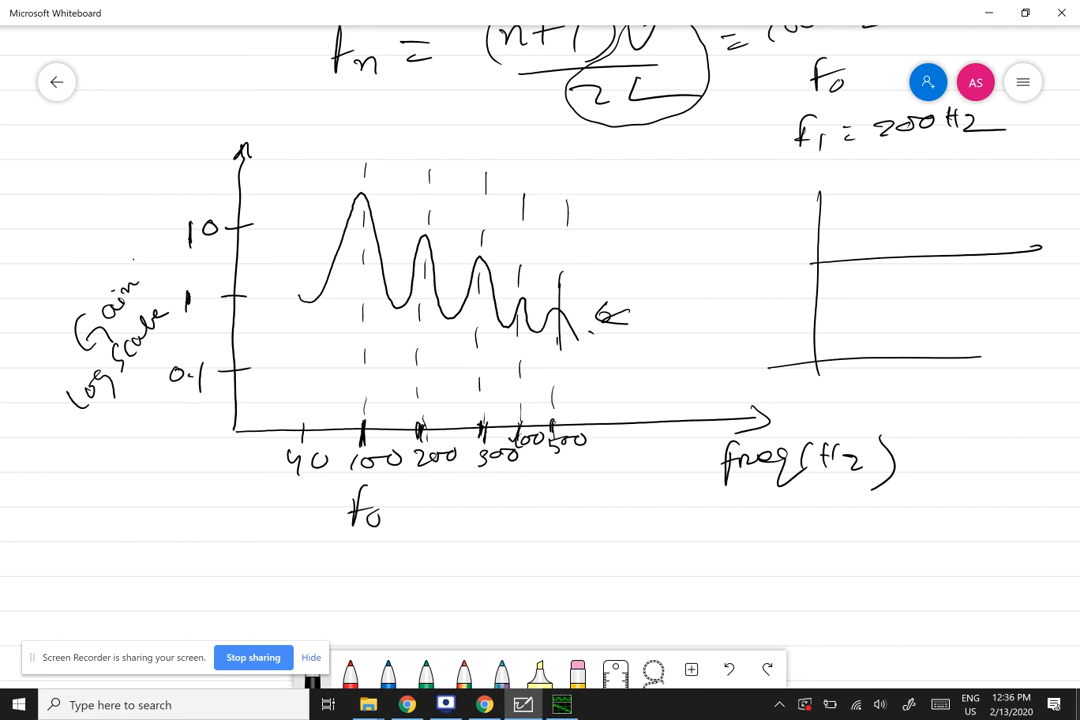 Microsoft Whiteboard
fn = (n+1)V / 2L =
f0
f1 = 200 Hz
AS
10
1
0.1
Gain
Log scale
40 100 200 300 400 500
freq (Hz)
f0
Screen Recorder is sharing your screen. Stop sharing Hide
Type here to search
ENG
US
12:36 PM
2/13/2020